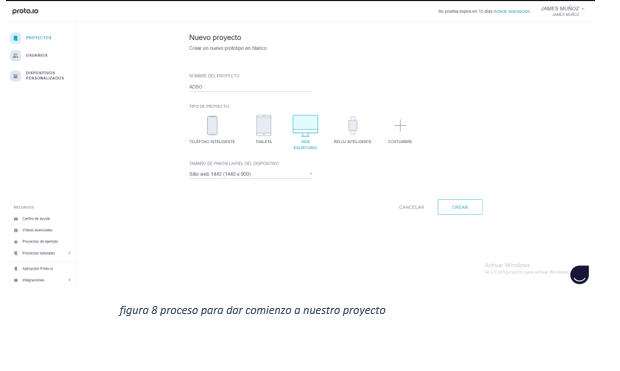 proto.io
Su prueba expira en 10 días. Activar suscripción
JAMES MUÑOZ
JAMES MUÑOZ
PROYECTOS
USUARIOS
DISPOSITIVOS
PERSONALIZADOS
Nuevo proyecto
Crear un nuevo prototipo en blanco
NOMBRE DEL PROYECTO
ADSO
TIPO DE PROYECTO
TELÉFONO INTELIGENTE
TABLETA
WEB
ESCRITORIO
RELOJ INTELIGENTE
COSTUMBRE
TAMAÑO DE PANTALLA/PIEL DEL DISPOSITIVO
Sitio web 1440 (1440 x 900)
CANCELAR
CREAR
RECURSOS
Centro de ayuda
Vídeos esenciales
Proyectos de ejemplo
Proyectos tutoriales
Aplicación Proto.io
Integraciones
Activar Windows
Ve a Configuración para activar Windows.
figura 8 proceso para dar comienzo a nuestro proyecto